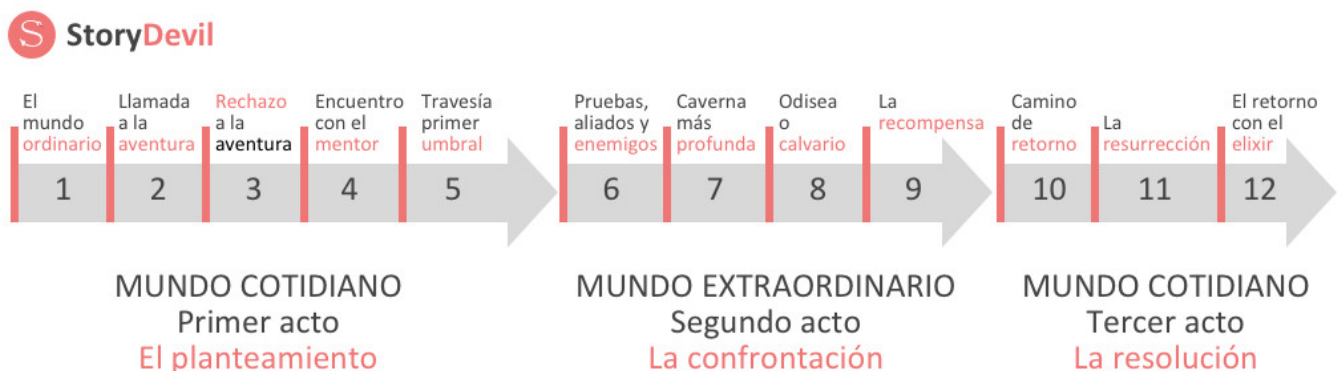 StoryDevil
El
mundo
ordinario
Llamada
a la
aventura
Rechazo
a la
aventura
Encuentro
con el
mentor
Travesía
primer
umbral
Pruebas,
aliados y
enemigos
Caverna
más
profunda
Odisea
o
calvario
La
recompensa
Camino
de
retorno
La
resurrección
El retorno
con el
elixir
1
2
3
4
5
6
7
8
9
10
11
12
MUNDO COTIDIANO
Primer acto
El planteamiento
MUNDO EXTRAORDINARIO
Segundo acto
La confrontación
MUNDO COTIDIANO
Tercer acto
La resolución